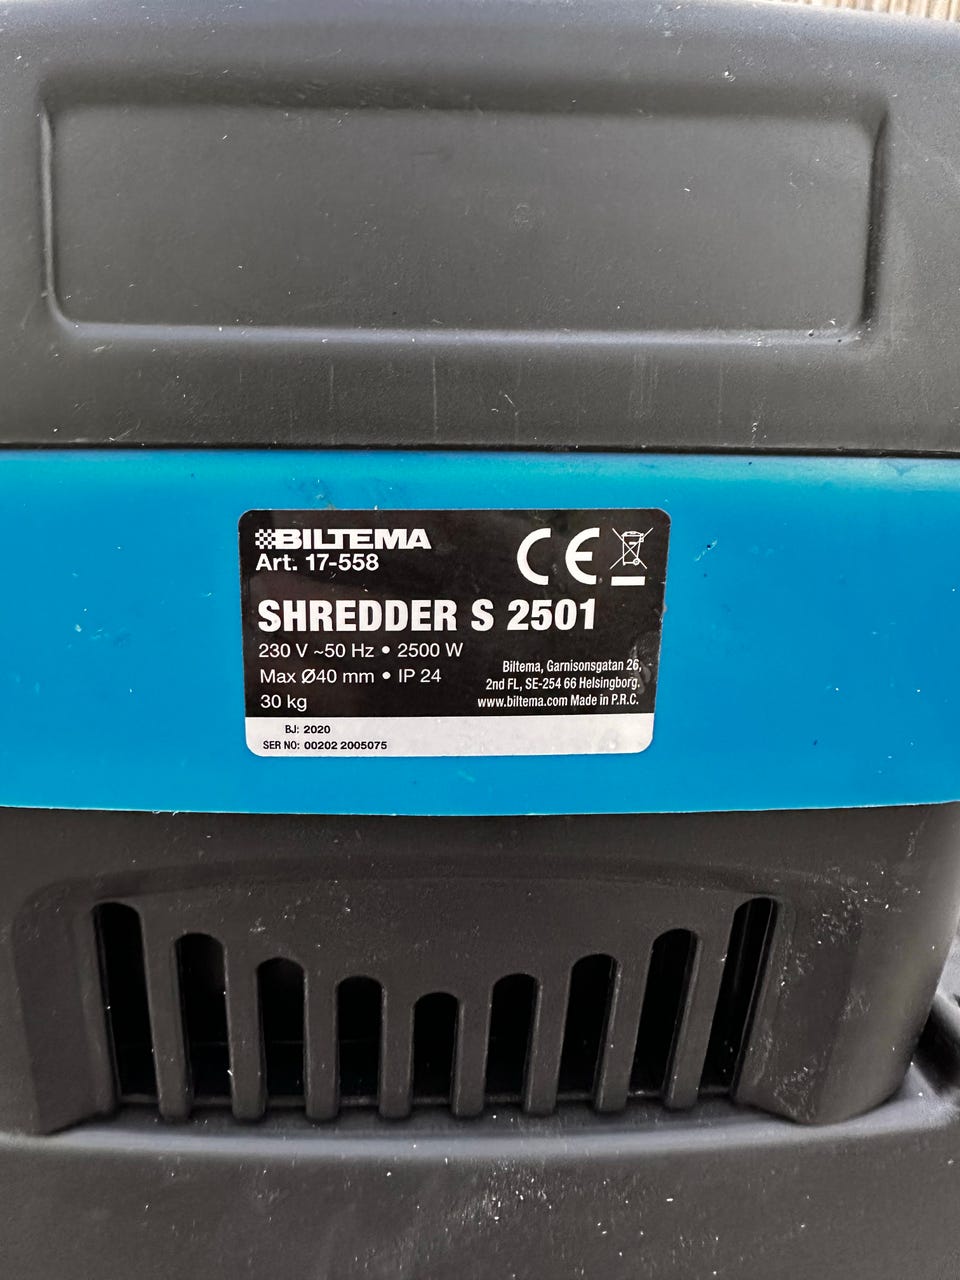 BILTEMA
Art. 17-558
CE
SHREDDER S 2501
230 V ~50 Hz • 2500 W
Max Ø40 mm • IP 24
30 kg
Biltema, Garnisonsgatan 26,
2nd FL, SE-254 66 Helsingborg.
www.biltema.com Made in P.R.C.
BJ: 2020
SER NO: 00202 2005075